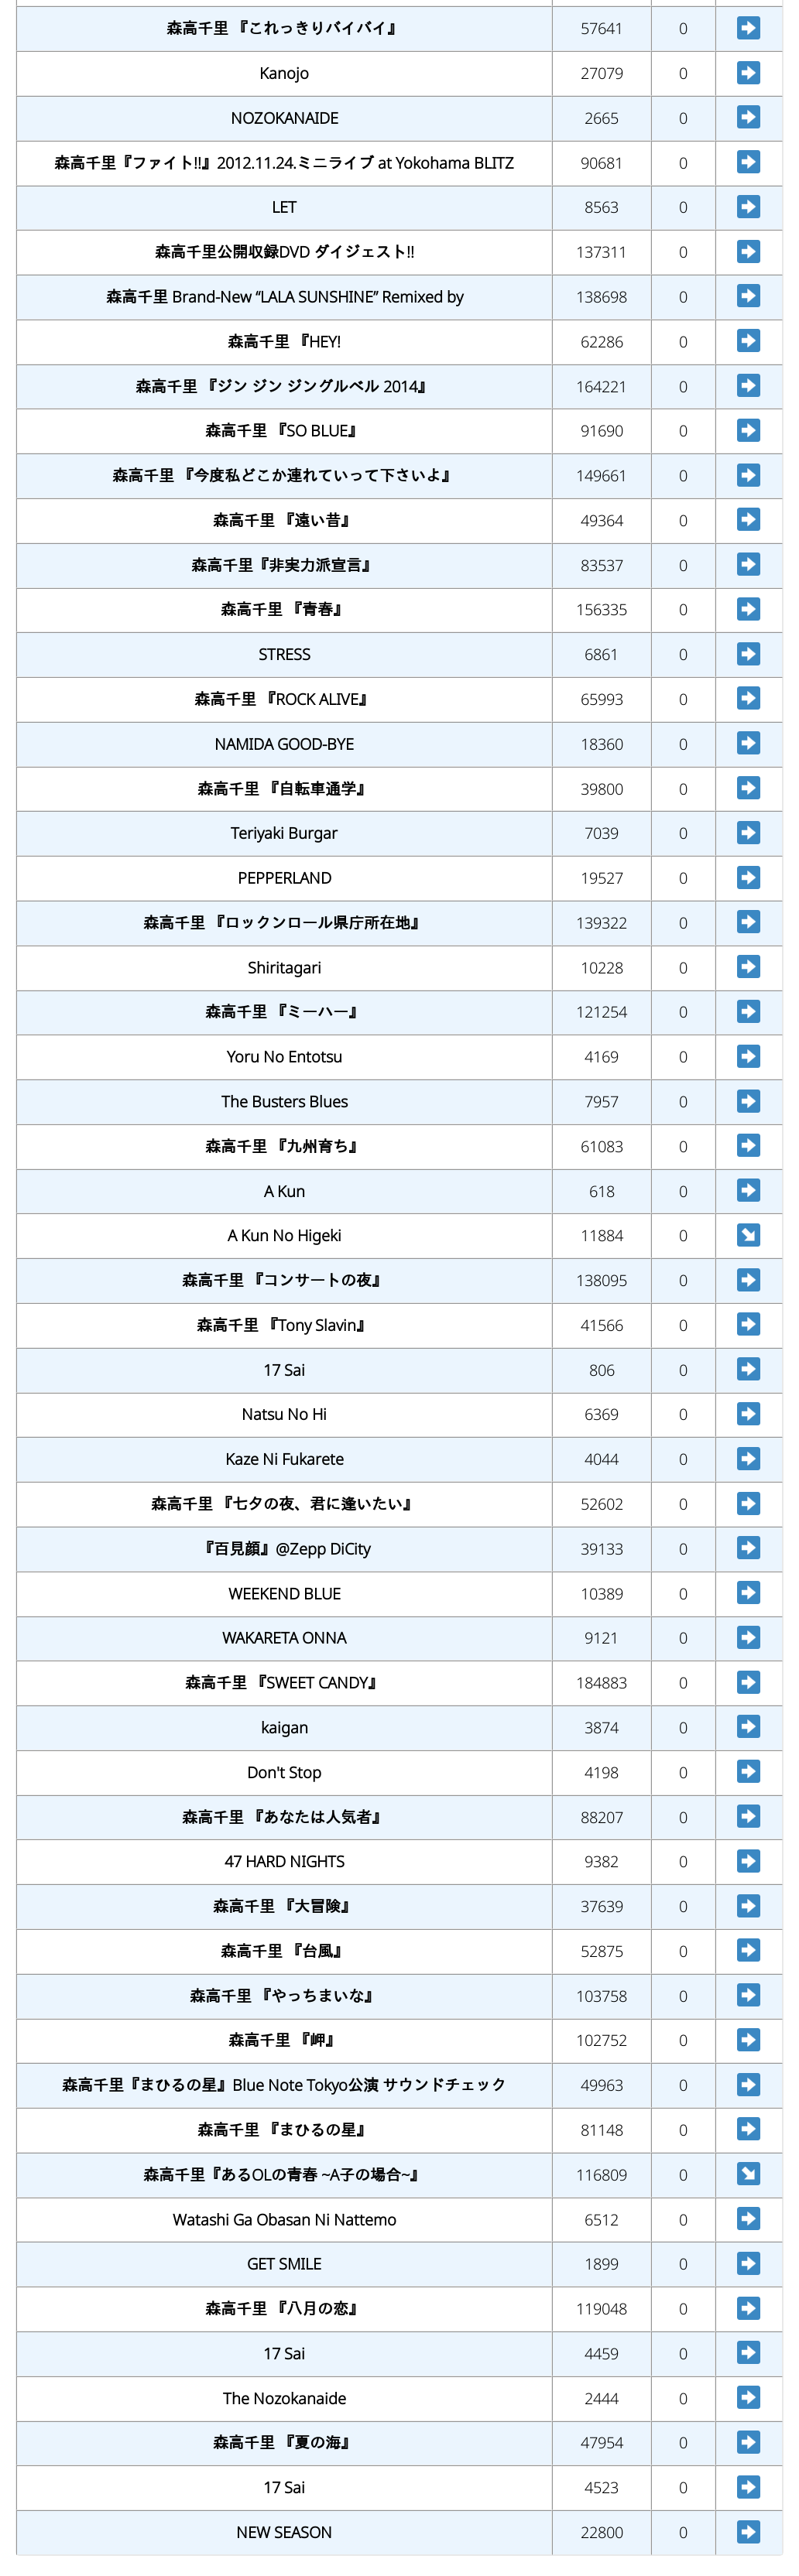 森高千里 『これっきりバイバイ』 57641 0
Kanojo 27079 0
NOZOKANAIDE 2665 0
森高千里『ファイト!!』2012.11.24.ミニライブ at Yokohama BLITZ 90681 0
LET 8563 0
森高千里公開収録DVD ダイジェスト!! 137311 0
森高千里 Brand-New “LALA SUNSHINE” Remixed by 138698 0
森高千里 『HEY! 62286 0
森高千里 『ジン ジン ジングルベル 2014』 164221 0
森高千里 『SO BLUE』 91690 0
森高千里 『今度私どこか連れていって下さいよ』 149661 0
森高千里 『遠い昔』 49364 0
森高千里『非実力派宣言』 83537 0
森高千里 『青春』 156335 0
STRESS 6861 0
森高千里 『ROCK ALIVE』 65993 0
NAMIDA GOOD-BYE 18360 0
森高千里 『自転車通学』 39800 0
Teriyaki Burgar 7039 0
PEPPERLAND 19527 0
森高千里 『ロックンロール県庁所在地』 139322 0
Shiritagari 10228 0
森高千里 『ミーハー』 121254 0
Yoru No Entotsu 4169 0
The Busters Blues 7957 0
森高千里 『九州育ち』 61083 0
A Kun 618 0
A Kun No Higeki 11884 0
森高千里 『コンサートの夜』 138095 0
森高千里 『Tony Slavin』 41566 0
17 Sai 806 0
Natsu No Hi 6369 0
Kaze Ni Fukarete 4044 0
森高千里 『七夕の夜、君に逢いたい』 52602 0
『百見顔』@Zepp DiCity 39133 0
WEEKEND BLUE 10389 0
WAKARETA ONNA 9121 0
森高千里 『SWEET CANDY』 184883 0
kaigan 3874 0
Don't Stop 4198 0
森高千里 『あなたは人気者』 88207 0
47 HARD NIGHTS 9382 0
森高千里 『大冒険』 37639 0
森高千里 『台風』 52875 0
森高千里 『やっちまいな』 103758 0
森高千里 『岬』 102752 0
森高千里『まひるの星』Blue Note Tokyo公演 サウンドチェック 49963 0
森高千里 『まひるの星』 81148 0
森高千里『あるOLの青春 ~A子の場合~』 116809 0
Watashi Ga Obasan Ni Nattemo 6512 0
GET SMILE 1899 0
森高千里 『八月の恋』 119048 0
17 Sai 4459 0
The Nozokanaide 2444 0
森高千里 『夏の海』 47954 0
17 Sai 4523 0
NEW SEASON 22800 0